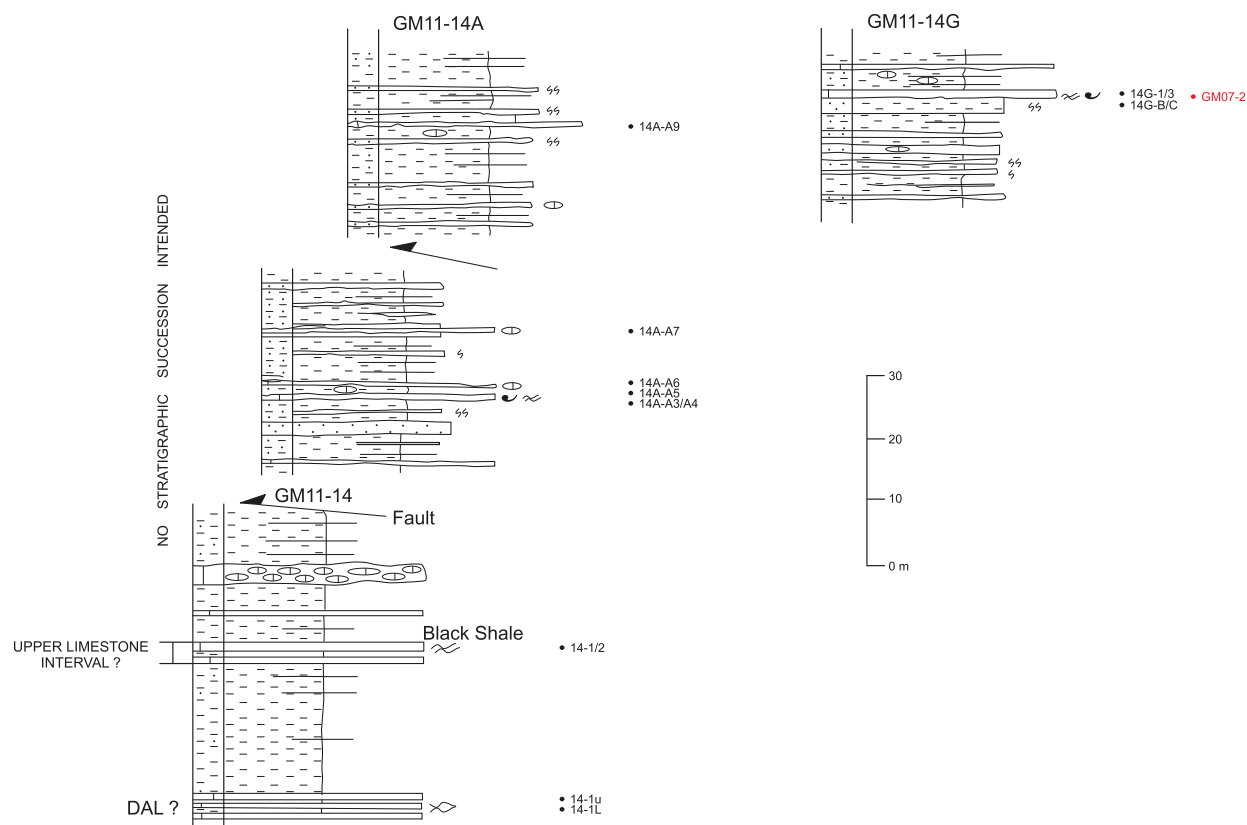 GM11-14A
GM11-14G
14G-1/3
GM07-2
14G-B/C
14A-A9
NO STRATIGRAPHIC SUCCESSION INTENDED
14A-A7
14A-A6
14A-A5
14A-A3/A4
30
20
10
0 m
GM11-14
Fault
Black Shale
UPPER LIMESTONE
INTERVAL ?
14-1/2
DAL ?
14-1u
14-1L